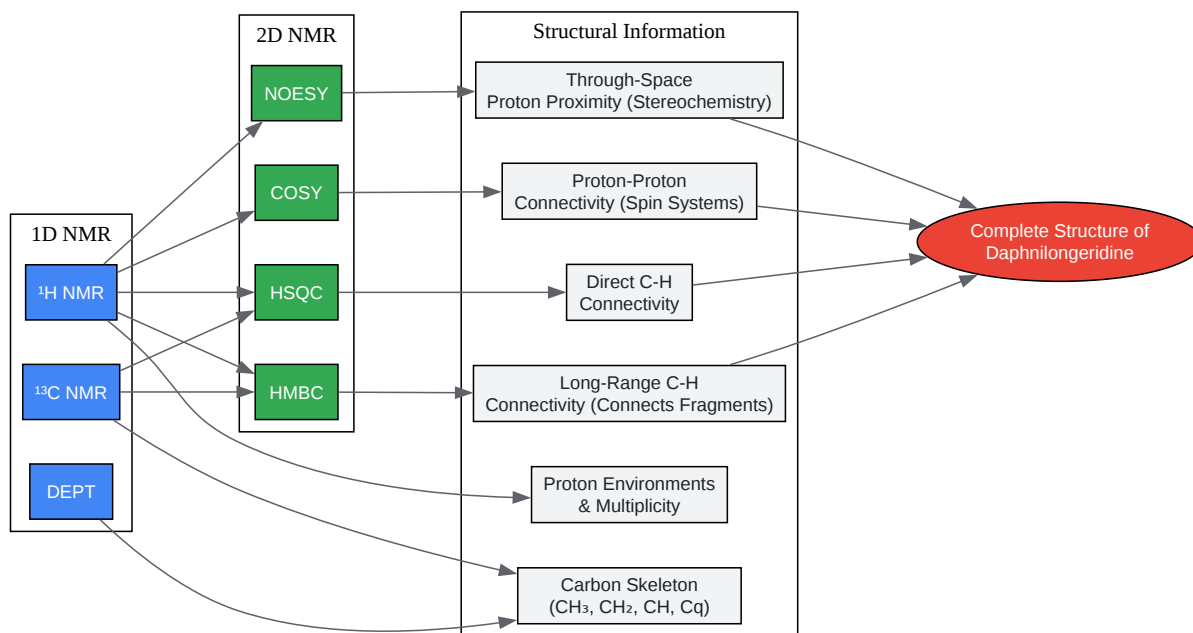 1D NMR
¹H NMR
¹³C NMR
DEPT
2D NMR
NOESY
COSY
HSQC
HMBC
Structural Information
Through-Space
Proton Proximity (Stereochemistry)
Proton-Proton
Connectivity (Spin Systems)
Direct C-H
Connectivity
Long-Range C-H
Connectivity (Connects Fragments)
Proton Environments
& Multiplicity
Carbon Skeleton
(CH₃, CH₂, CH, Cq)
Complete Structure of
Daphnilongeridine